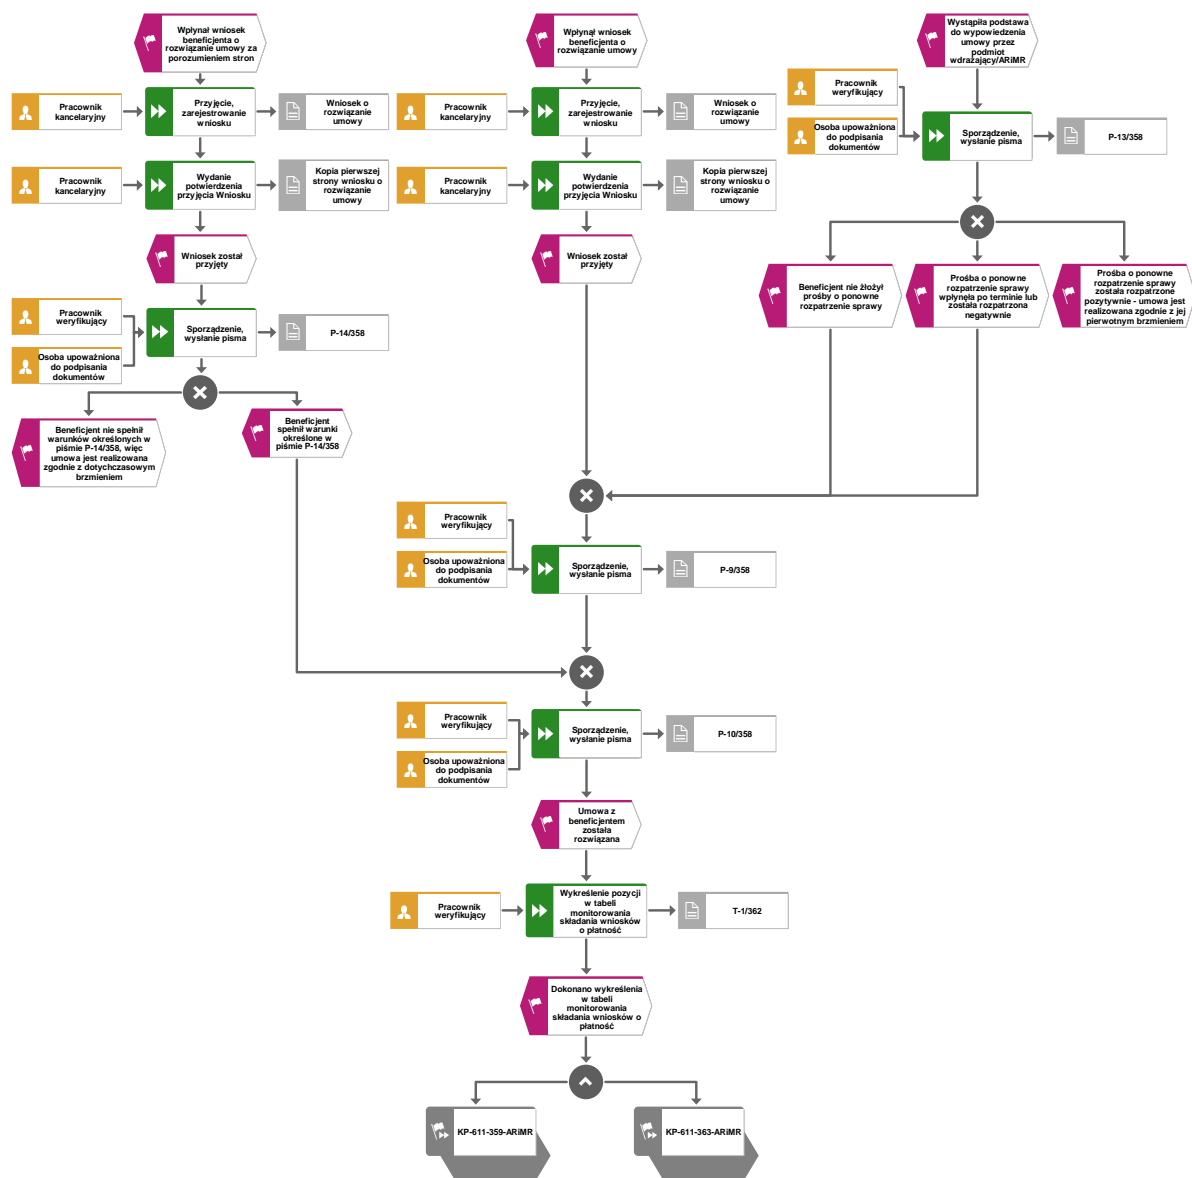 Wpłynął wniosek
beneficjenta o
rozwiązanie umowy za
porozumieniem stron
Wpłynął wniosek
beneficjenta o
rozwiązanie umowy
Wystąpiła podstawa
do wypowiedzenia
umowy przez
podmiot
wdrażający/ARiMR
Pracownik
kancelaryjny
Przyjęcie,
zarejestrowanie
wniosku
Wniosek o
rozwiązanie
umowy
Pracownik
kancelaryjny
Przyjęcie,
zarejestrowanie
wniosku
Wniosek o
rozwiązanie
umowy
Pracownik
weryfikujący
Osoba upoważniona
do podpisania
dokumentów
Sporządzenie,
wysłanie pisma
P-13/358
Pracownik
kancelaryjny
Wydanie
potwierdzenia
przyjęcia Wniosku
Kopia pierwszej
strony wniosku o
rozwiązanie
umowy
Pracownik
kancelaryjny
Wydanie
potwierdzenia
przyjęcia Wniosku
Kopia pierwszej
strony wniosku o
rozwiązanie
umowy
Wniosek został
przyjęty
Wniosek został
przyjęty
Beneficjent nie żłożył
prośby o ponowne
rozpatrzenie sprawy
Prośba o ponowne
rozpatrzenie sprawy
wpłynęła po terminie lub
została rozpatrzona
negatywnie
Prośba o ponowne
rozpatrzenie sprawy
została rozpatrzone
pozytywnie - umowa jest
realizowana zgodnie z jej
pierwotnym brzmieniem
Pracownik
weryfikujący
Osoba upoważniona
do podpisania
dokumentów
Sporządzenie,
wysłanie pisma
P-14/358
Beneficjent nie spełnił
warunków określonych w
piśmie P-14/358, więc
umowa jest realizowana
zgodnie z dotychczasowym
brzmieniem
Beneficjent
spełnił warunki
określone w
piśmie P-14/358
Pracownik
weryfikujący
Osoba upoważniona
do podpisania
dokumentów
Sporządzenie,
wysłanie pisma
P-9/358
Pracownik
weryfikujący
Osoba upoważniona
do podpisania
dokumentów
Sporządzenie,
wysłanie pisma
P-10/358
Umowa z
beneficjentem
została
rozwiązana
Pracownik
weryfikujący
Wykreślenie pozycji
w tabeli
monitorowania
składania wniosków
o płatność
T-1/362
Dokonano wykreślenia
w tabeli
monitorowania
składania wniosków o
płatność
KP-611-359-ARiMR
KP-611-363-ARiMR